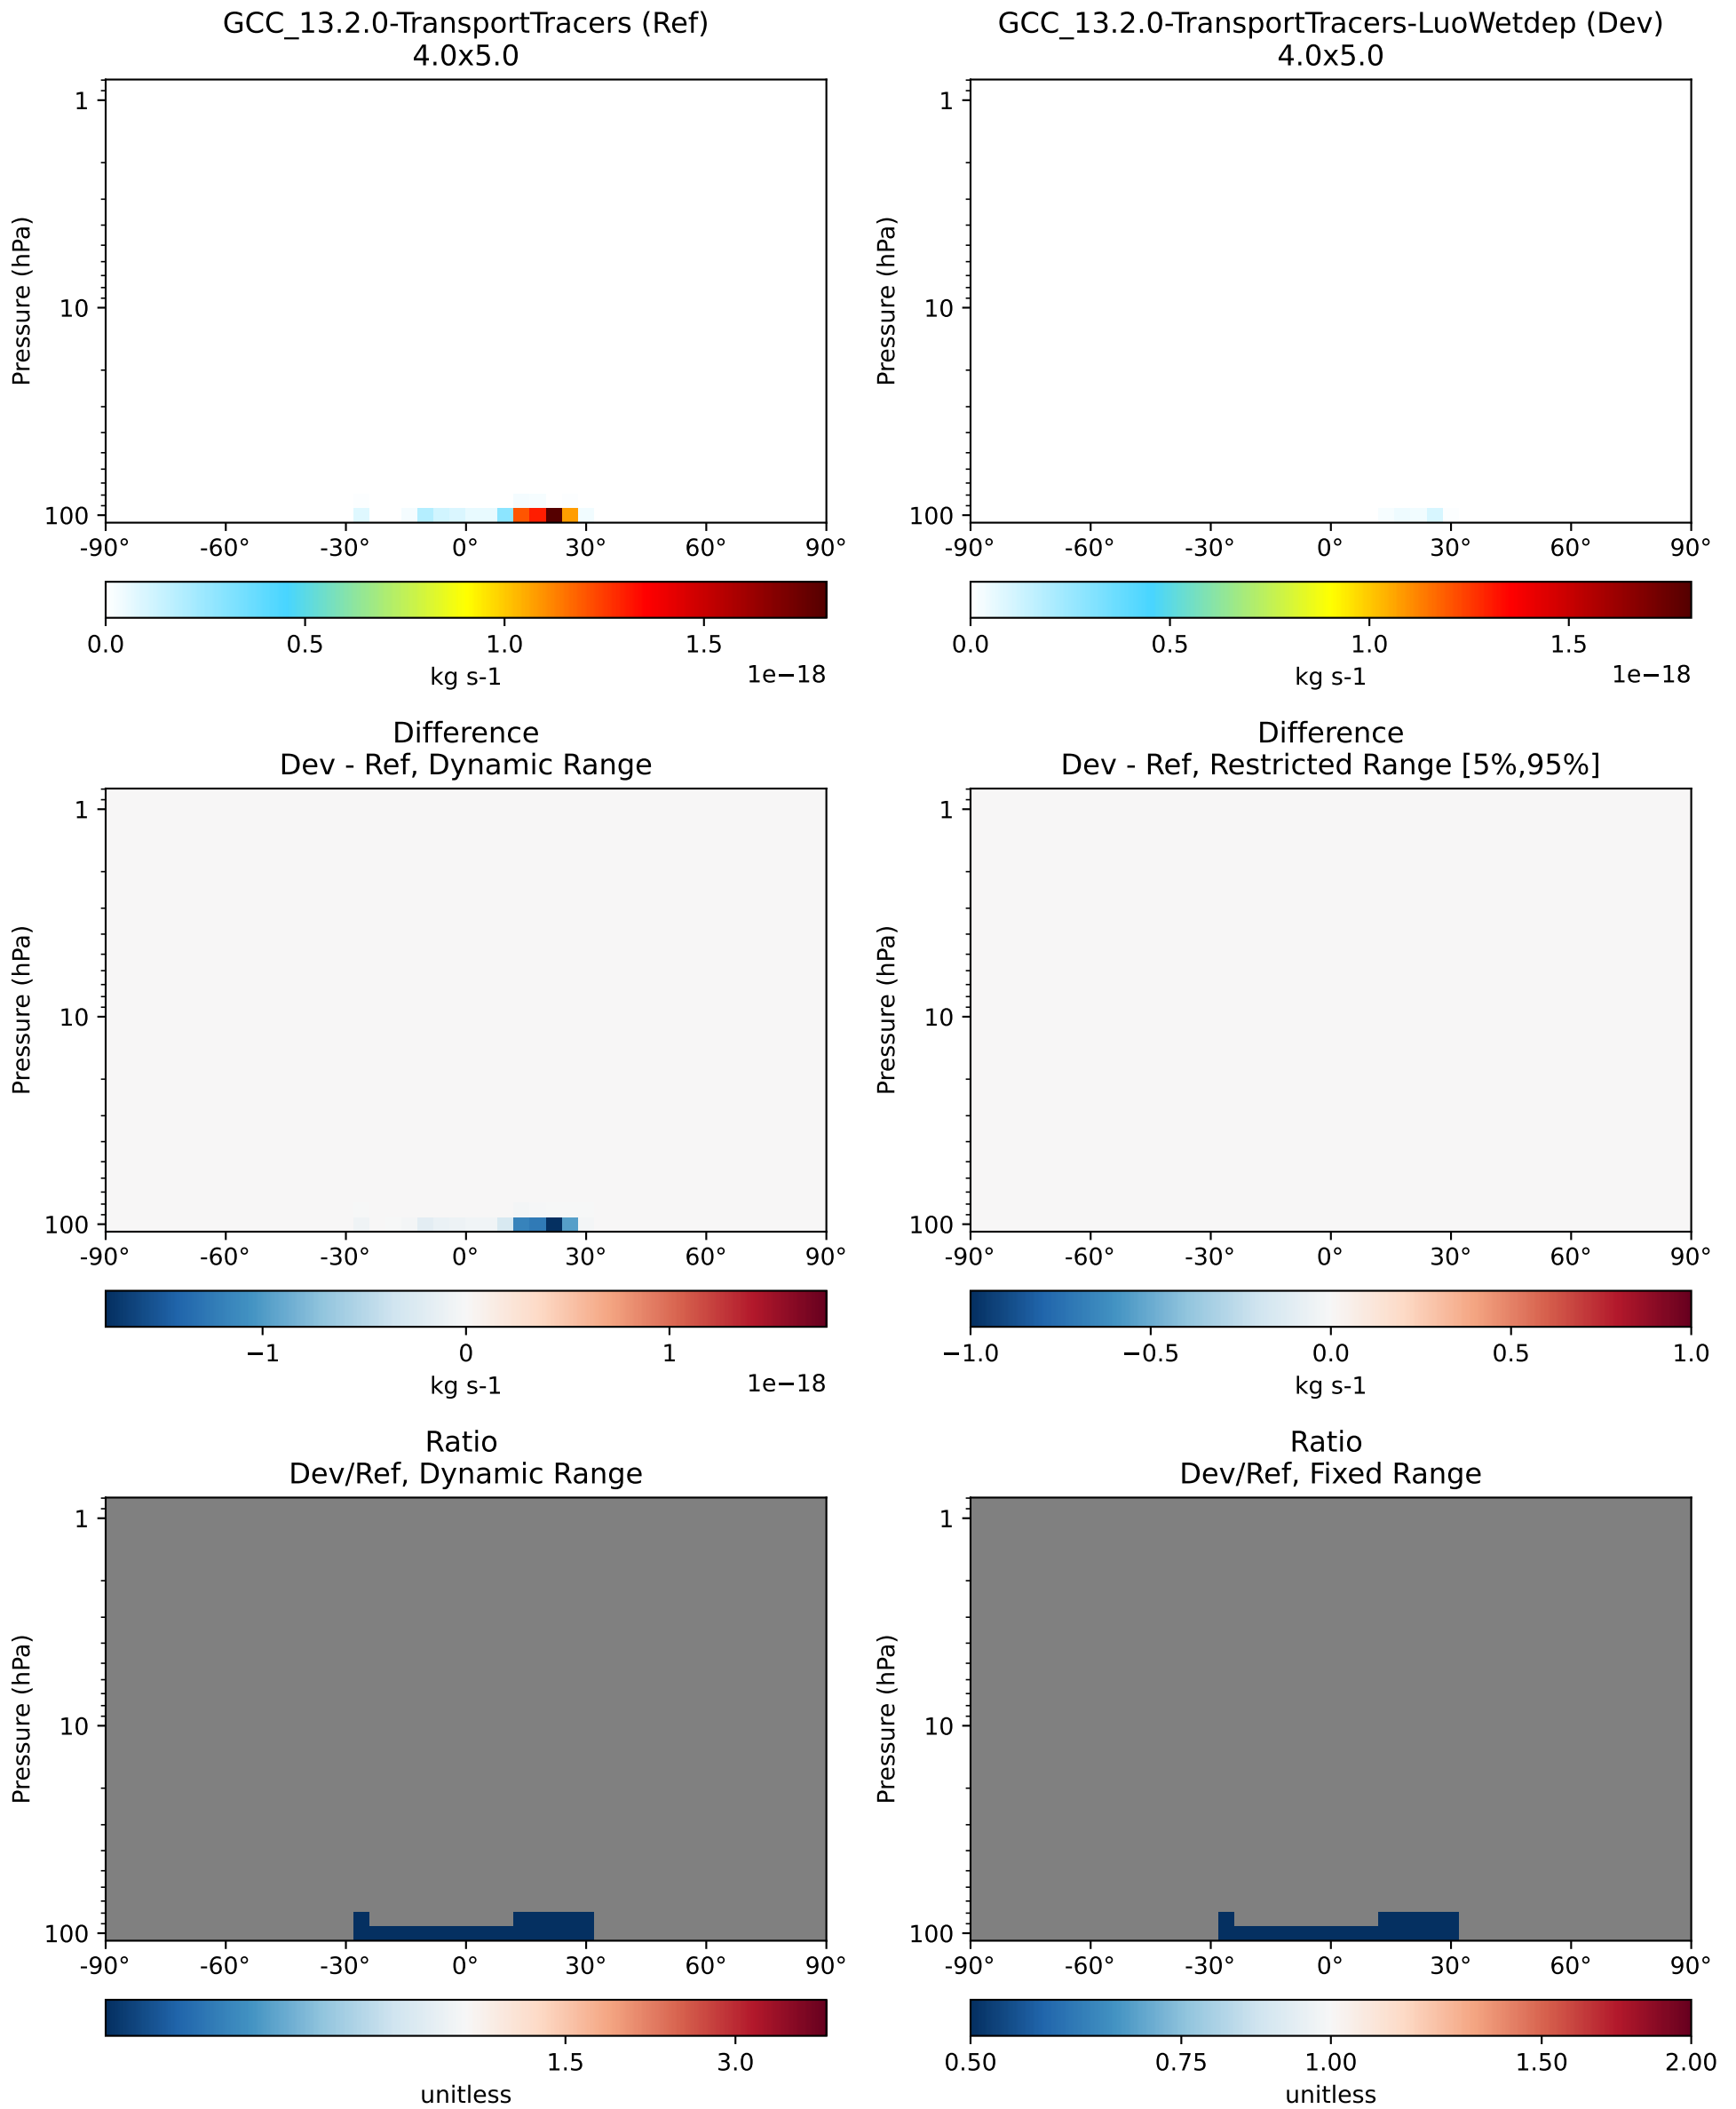 GCC_13.2.0-TransportTracers (Ref)
4.0x5.0
Pressure (hPa)
1
10
100
-90° -60° -30° 0° 30° 60° 90°
0.0 0.5 1.0 1.5
kg s-1 1e−18
GCC_13.2.0-TransportTracers-LuoWetdep (Dev)
4.0x5.0
Pressure (hPa)
1
10
100
-90° -60° -30° 0° 30° 60° 90°
0.0 0.5 1.0 1.5
kg s-1 1e−18
Difference
Dev - Ref, Dynamic Range
Pressure (hPa)
1
10
100
-90° -60° -30° 0° 30° 60° 90°
−1 0 1
kg s-1 1e−18
Difference
Dev - Ref, Restricted Range [5%,95%]
Pressure (hPa)
1
10
100
-90° -60° -30° 0° 30° 60° 90°
−1.0 −0.5 0.0 0.5 1.0
kg s-1
Ratio
Dev/Ref, Dynamic Range
Pressure (hPa)
1
10
100
-90° -60° -30° 0° 30° 60° 90°
1.5 3.0
unitless
Ratio
Dev/Ref, Fixed Range
Pressure (hPa)
1
10
100
-90° -60° -30° 0° 30° 60° 90°
0.50 0.75 1.00 1.50 2.00
unitless